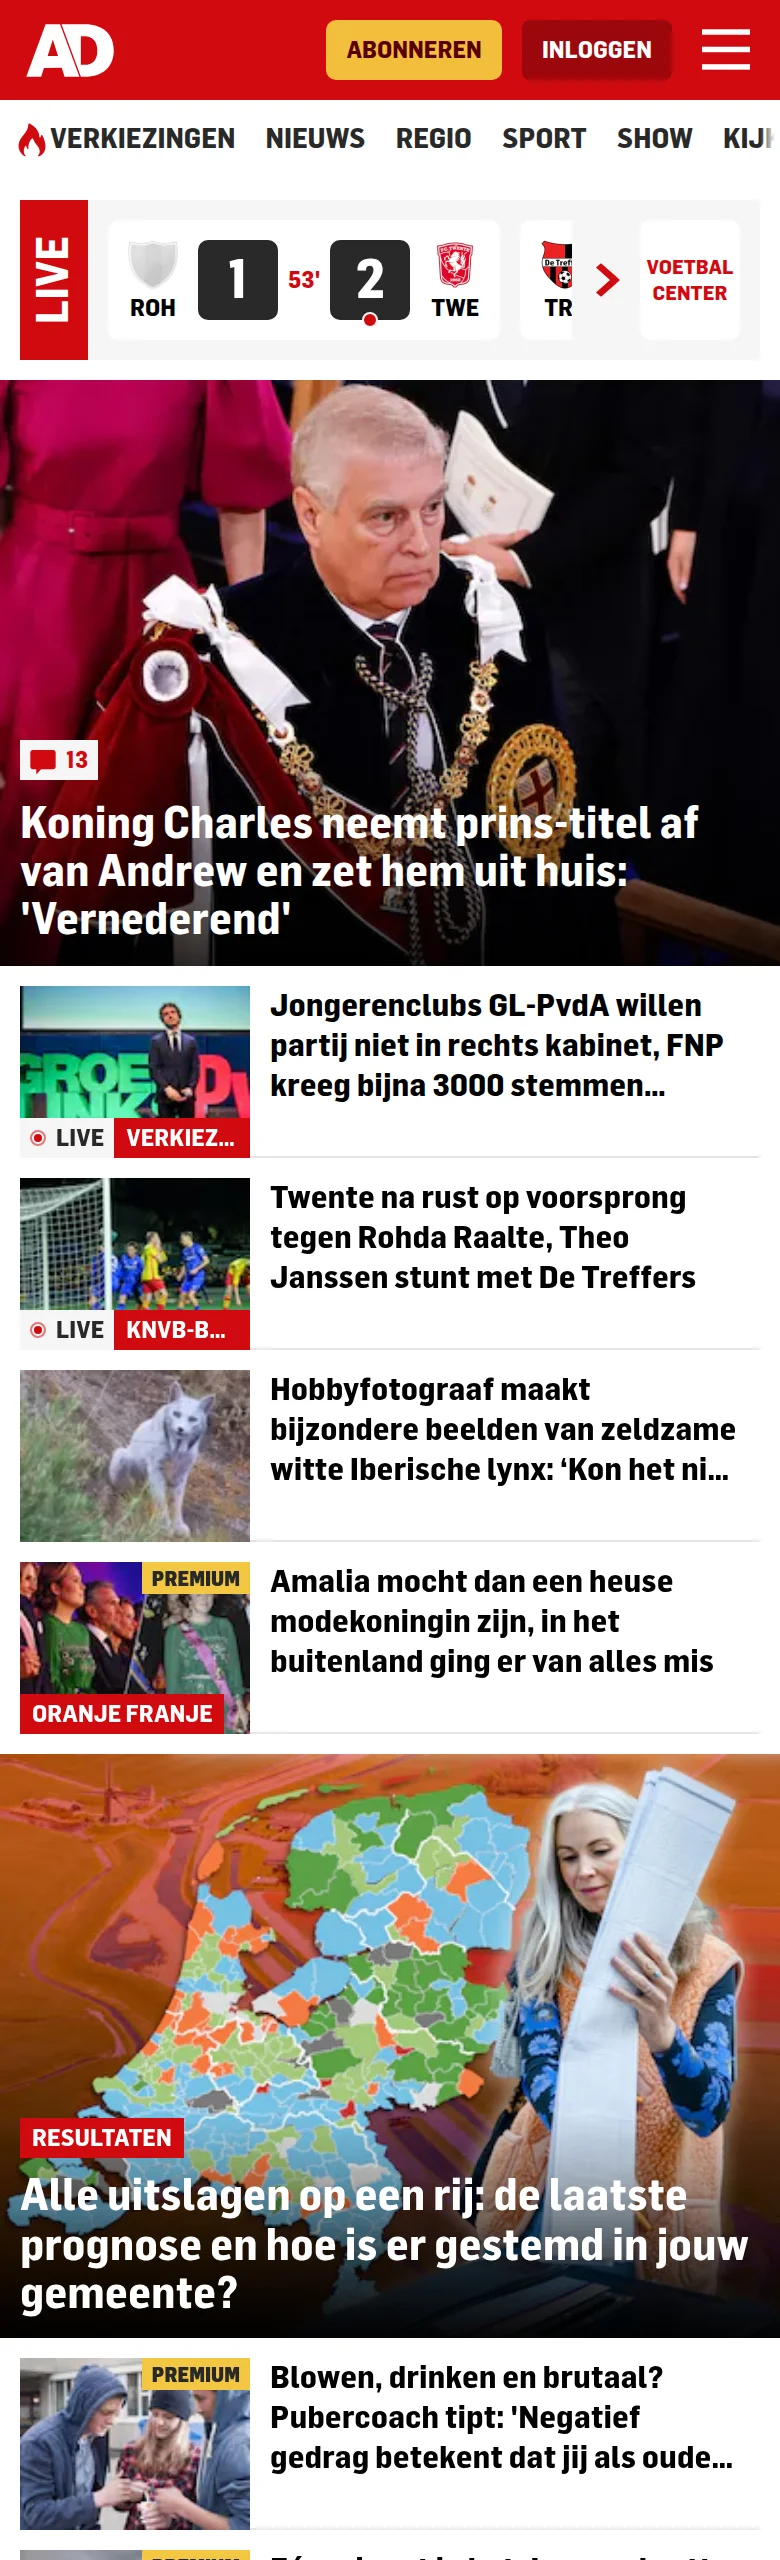 AD
ABONNEREN
INLOGGEN
VERKIEZINGEN NIEUWS REGIO SPORT SHOW
LIVE
1
53'
2
ROH
TWE
De Tref
TR
VOETBAL
CENTER
13
Koning Charles neemt prins-titel af
van Andrew en zet hem uit huis:
'Vernederend'
Jongerenclubs GL-PvdA willen
partij niet in rechts kabinet, FNP
kreeg bijna 3000 stemmen...
LIVE VERKIEZ...
Twente na rust op voorsprong
tegen Rohda Raalte, Theo
Janssen stunt met De Treffers
LIVE KNVB-B...
Hobbyfotograaf maakt
bijzondere beelden van zeldzame
witte Iberische lynx: ‘Kon het ni...
PREMIUM
Amalia mocht dan een heuse
modekoningin zijn, in het
buitenland ging er van alles mis
ORANJE FRANJE
RESULTATEN
Alle uitslagen op een rij: de laatste
prognose en hoe is er gestemd in jouw
gemeente?
PREMIUM
Blowen, drinken en brutaal?
Pubercoach tipt: 'Negatief
gedrag betekent dat jij als oude...